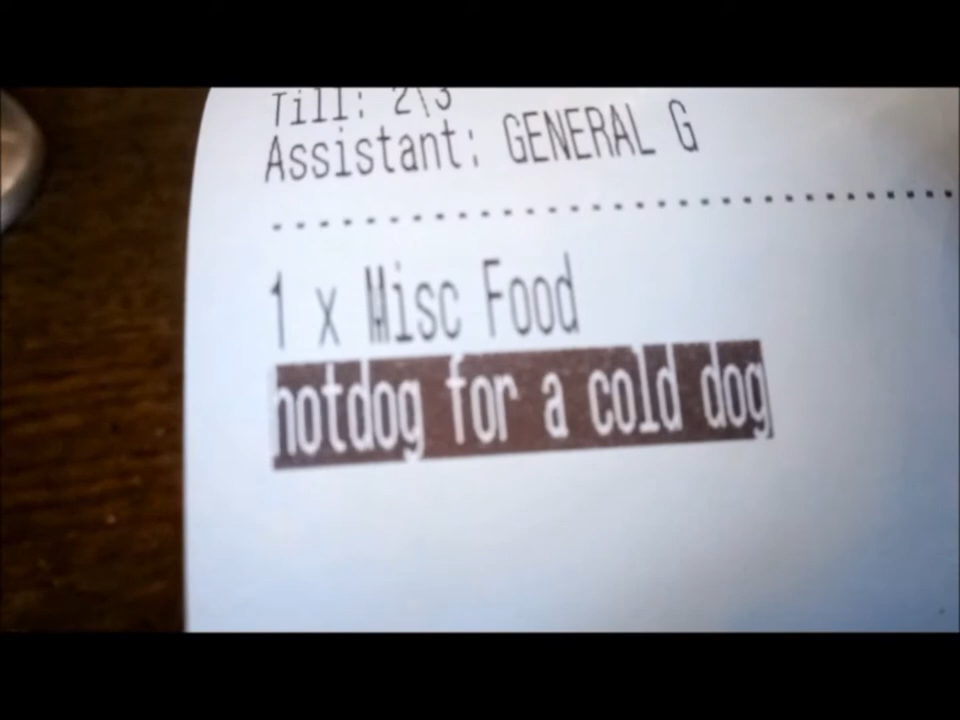 Till: 2\3
Assistant: GENERAL G
1 x Misc Food
hotdog for a cold dog